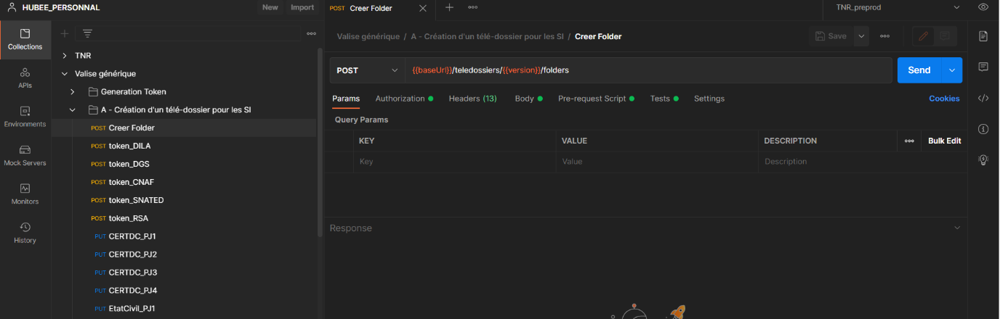 HUBEE_PERSONNAL
New
Import
POST Creer Folder
TNR_preprod
Collections
APIs
Environments
Mock Servers
Monitors
History
TNR
Valise générique
Generation Token
A - Création d'un télé-dossier pour les SI
POST Creer Folder
POST token_DILA
POST token_DGS
POST token_CNAF
POST token_SNATED
POST token_RSA
PUT CERTDC_PJ1
PUT CERTDC_PJ2
PUT CERTDC_PJ3
PUT CERTDC_PJ4
PUT EtatCivil_PJ1
Valise générique / A - Création d'un télé-dossier pour les SI / Creer Folder
Save
POST
{{baseUrl}}/teledossiers/{{version}}/folders
Send
Params Authorization Headers (13) Body Pre-request Script Tests Settings
Cookies
Query Params
KEY VALUE DESCRIPTION
Bulk Edit
Key Value Description
Response